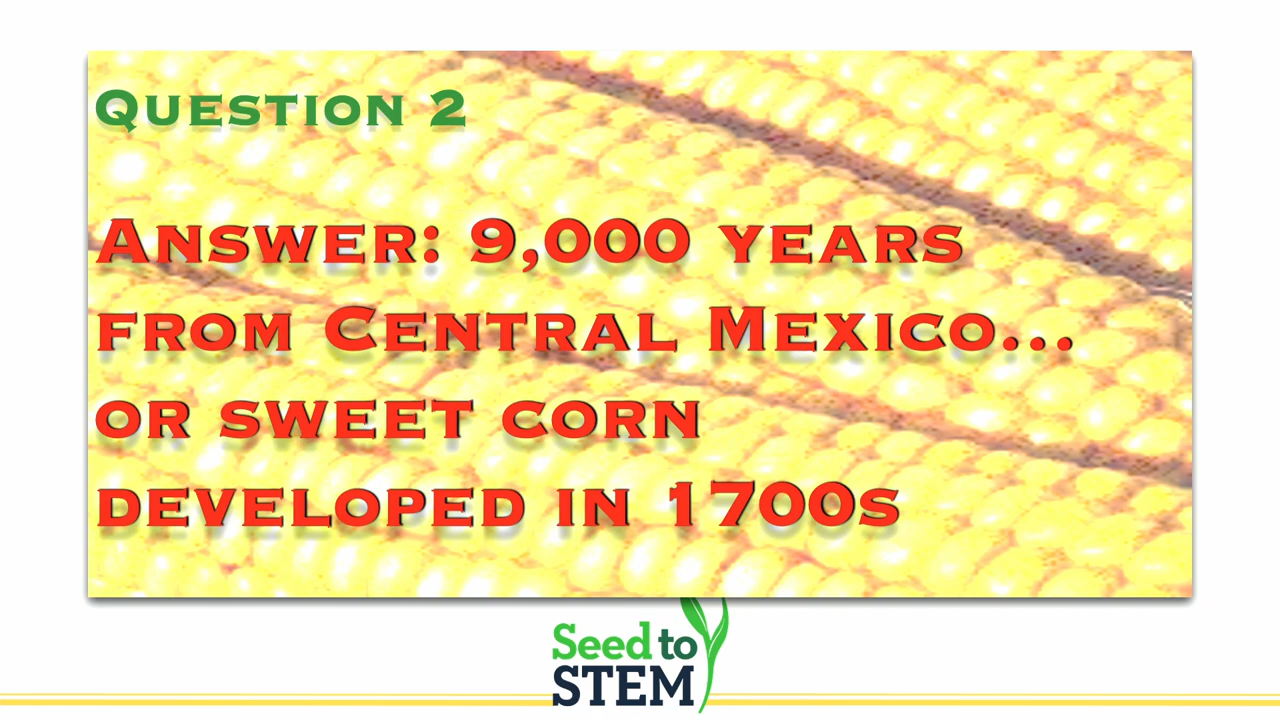 Question 2
Answer: 9,000 years
from Central Mexico...
or sweet corn
developed in 1700s
Seed to
STEM